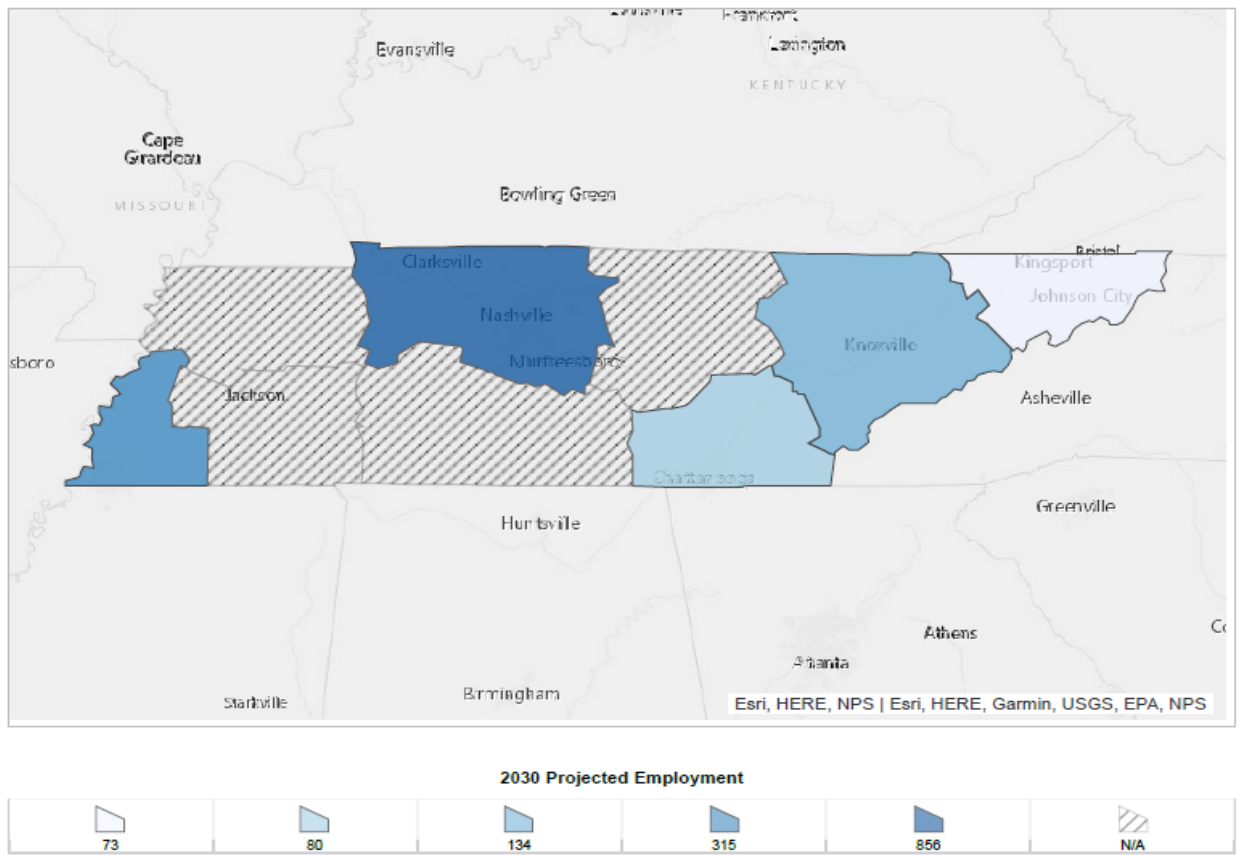 Evansville
Lexington
KENTUCKY
Cape
Girardeau
Bowling Green
MISSOURI
Bristol
Clarksville
Kingsport
Johnson City
Nashville
Knoxville
Murfreesboro
sboro
Jackson
Asheville
Chattanooga
Greenville
Huntsville
Athens
Atlanta
Birmingham
Starkville
Esri, HERE, NPS | Esri, HERE, Garmin, USGS, EPA, NPS
2030 Projected Employment
73 80 134 315 856 N/A